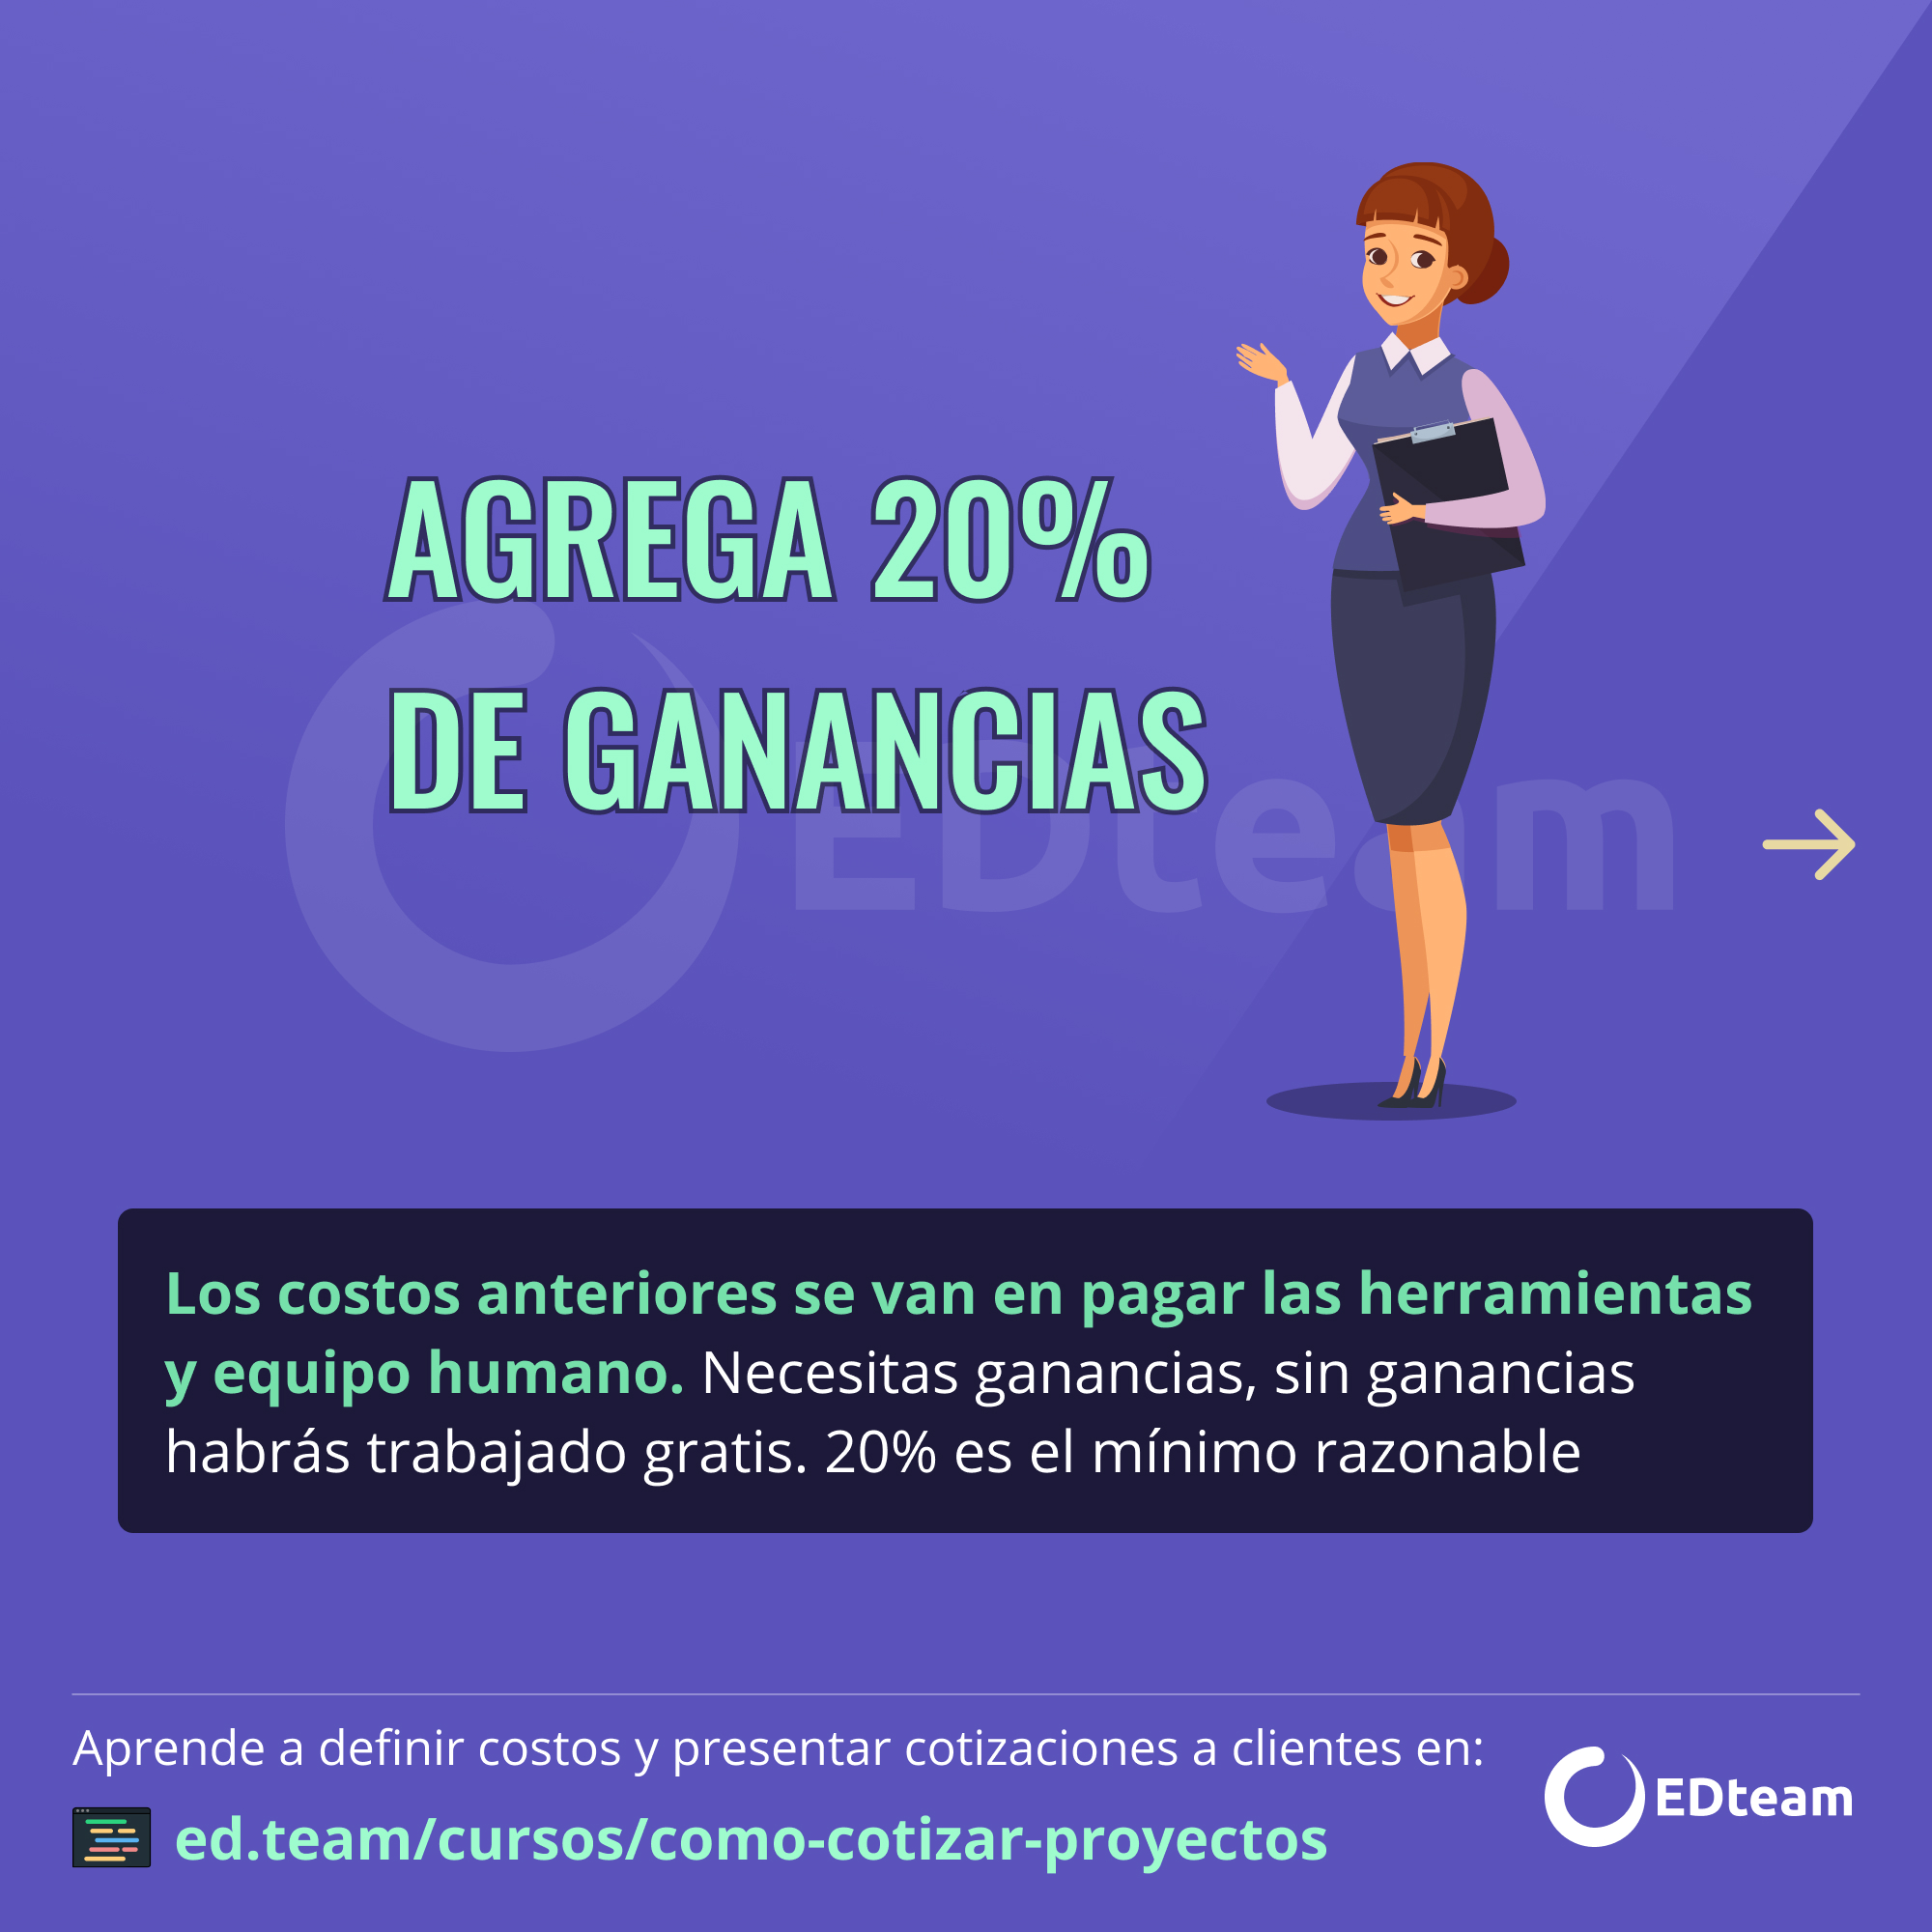 AGREGA 20%
DE GANANCIAS
EDteam
Los costos anteriores se van en pagar las herramientas
y equipo humano. Necesitas ganancias, sin ganancias
habrás trabajado gratis. 20% es el mínimo razonable
Aprende a definir costos y presentar cotizaciones a clientes en:
ed.team/cursos/como-cotizar-proyectos
EDteam